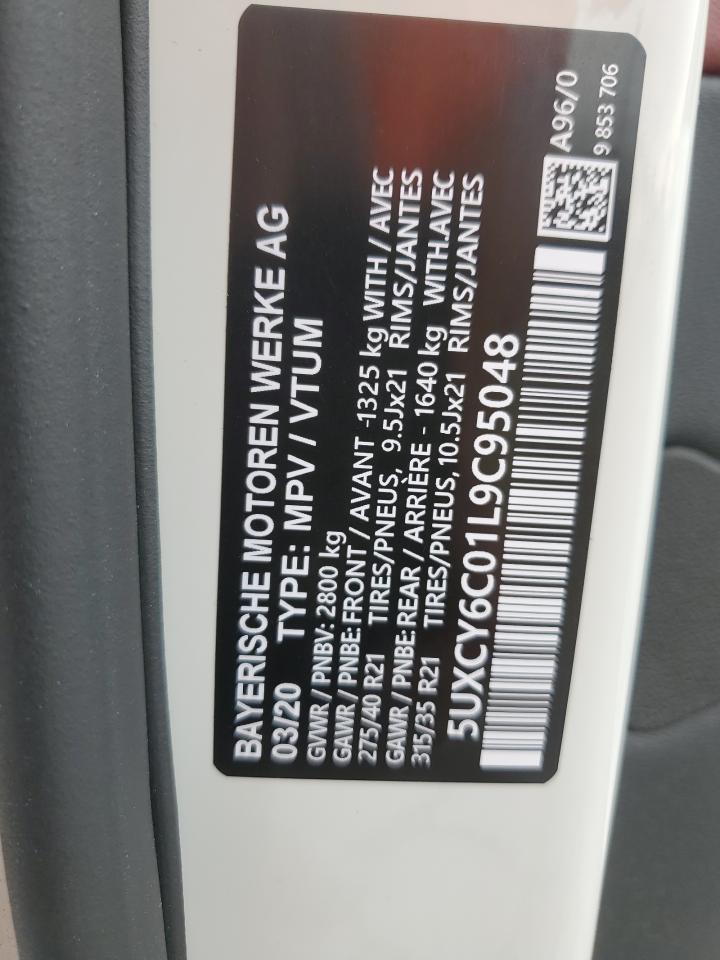 BAYERISCHE MOTOREN WERKE AG
03/20 TYPE: MPV / VTUM
GVWR / PNBV: 2800 kg
GAWR / PNBE: FRONT / AVANT -1325 kg WITH / AVEC
275/40 R21 TIRES/PNEUS, 9.5Jx21 RIMS/JANTES
GAWR / PNBE: REAR / ARRIÈRE - 1640 kg WITH.AVEC
315/35 R21 TIRES/PNEUS, 10.5Jx21 RIMS/JANTES
5UXCY6C01L9C95048
A96/0
9 853 706